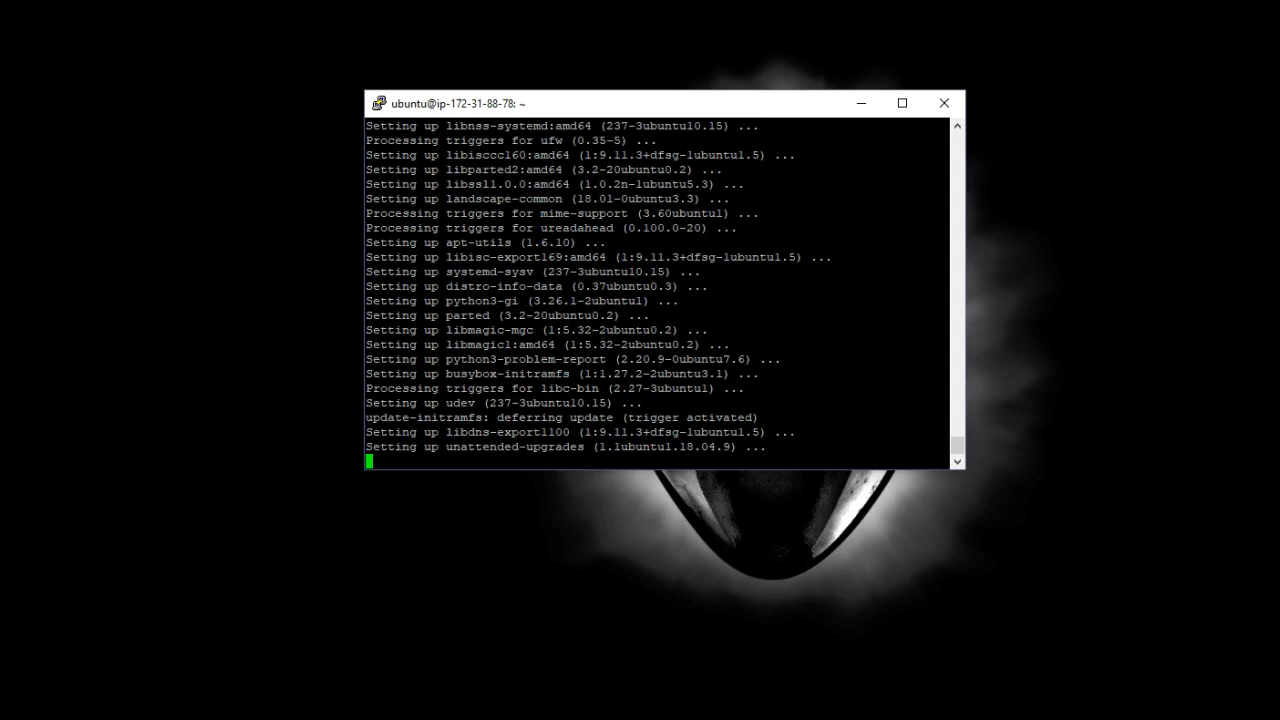 ubuntu@ip-172-31-88-78: ~
Setting up libnss-systemd:amd64 (237-3ubuntu10.15) ...
Processing triggers for ufw (0.35-5) ...
Setting up libisccc160:amd64 (1:9.11.3+dfsg-1ubuntu1.5) ...
Setting up libparted2:amd64 (3.2-20ubuntu0.2) ...
Setting up libssl1.0.0:amd64 (1.0.2n-1ubuntu5.3) ...
Setting up landscape-common (18.01-0ubuntu3.3) ...
Processing triggers for mime-support (3.60ubuntu1) ...
Processing triggers for ureadahead (0.100.0-20) ...
Setting up apt-utils (1.6.10) ...
Setting up libisc-export169:amd64 (1:9.11.3+dfsg-1ubuntu1.5) ...
Setting up systemd-sysv (237-3ubuntu10.15) ...
Setting up distro-info-data (0.37ubuntu0.3) ...
Setting up python3-gi (3.26.1-2ubuntu1) ...
Setting up parted (3.2-20ubuntu0.2) ...
Setting up libmagic-mgc (1:5.32-2ubuntu0.2) ...
Setting up libmagic1:amd64 (1:5.32-2ubuntu0.2) ...
Setting up python3-problem-report (2.20.9-0ubuntu7.6) ...
Setting up busybox-initramfs (1:1.27.2-2ubuntu3.1) ...
Processing triggers for libc-bin (2.27-3ubuntu1) ...
Setting up udev (237-3ubuntu10.15) ...
update-initramfs: deferring update (trigger activated)
Setting up libdns-export1100 (1:9.11.3+dfsg-1ubuntu1.5) ...
Setting up unattended-upgrades (1.1ubuntu1.18.04.9) ...